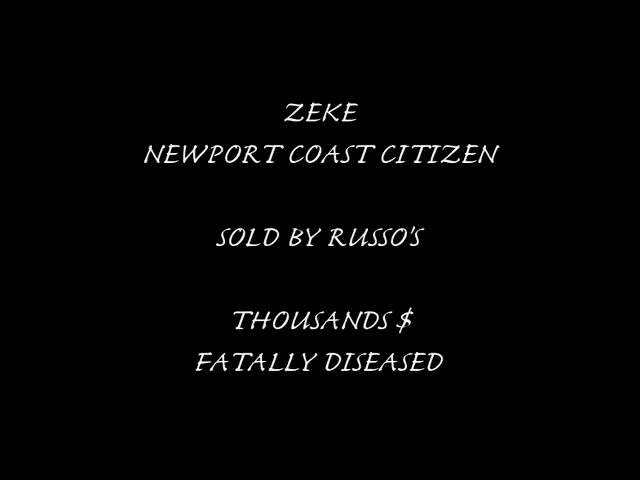 ZEKE
NEWPORT COAST CITIZEN
SOLD BY RUSSO'S
THOUSANDS $
FATALLY DISEASED